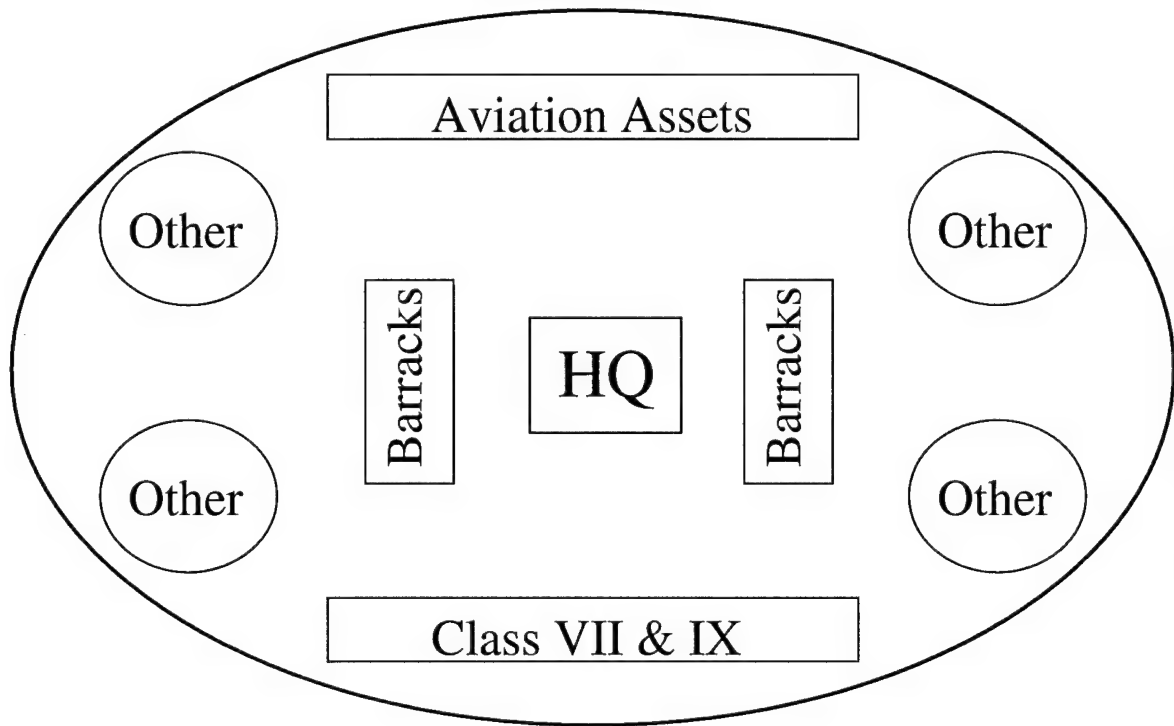 Aviation Assets
Other
Other
Barracks
HQ
Barracks
Other
Other
Class VII & IX